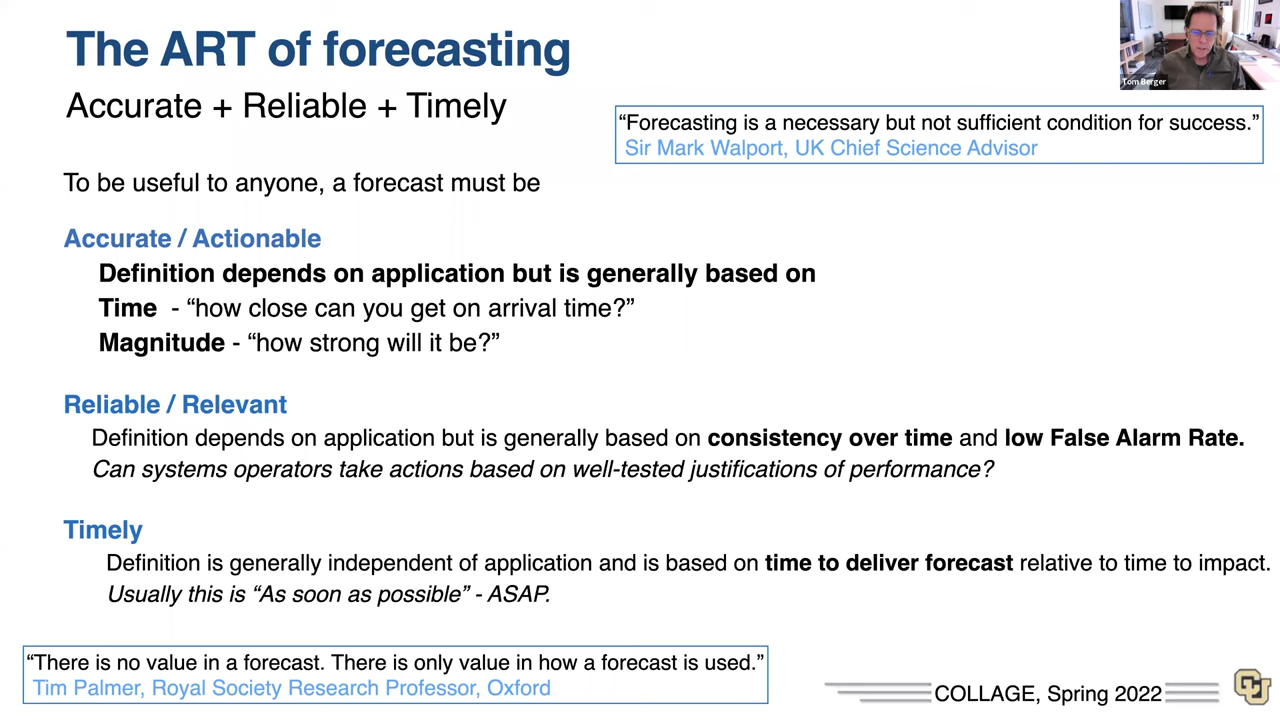 The ART of forecasting
Accurate + Reliable + Timely
Tom Berger
“Forecasting is a necessary but not sufficient condition for success.”
Sir Mark Walport, UK Chief Science Advisor
To be useful to anyone, a forecast must be
Accurate / Actionable
Definition depends on application but is generally based on
Time - “how close can you get on arrival time?”
Magnitude - “how strong will it be?”
Reliable / Relevant
Definition depends on application but is generally based on consistency over time and low False Alarm Rate.
Can systems operators take actions based on well-tested justifications of performance?
Timely
Definition is generally independent of application and is based on time to deliver forecast relative to time to impact.
Usually this is “As soon as possible” - ASAP.
“There is no value in a forecast. There is only value in how a forecast is used.”
Tim Palmer, Royal Society Research Professor, Oxford
COLLAGE, Spring 2022
CU